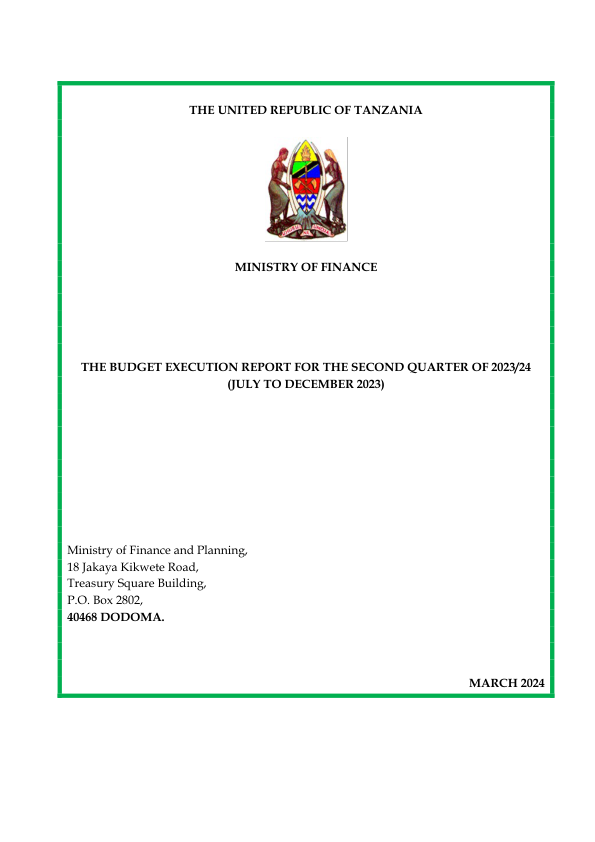 THE UNITED REPUBLIC OF TANZANIA
MINISTRY OF FINANCE
THE BUDGET EXECUTION REPORT FOR THE SECOND QUARTER OF 2023/24
(JULY TO DECEMBER 2023)
Ministry of Finance and Planning,
18 Jakaya Kikwete Road,
Treasury Square Building,
P.O. Box 2802,
40468 DODOMA.
MARCH 2024